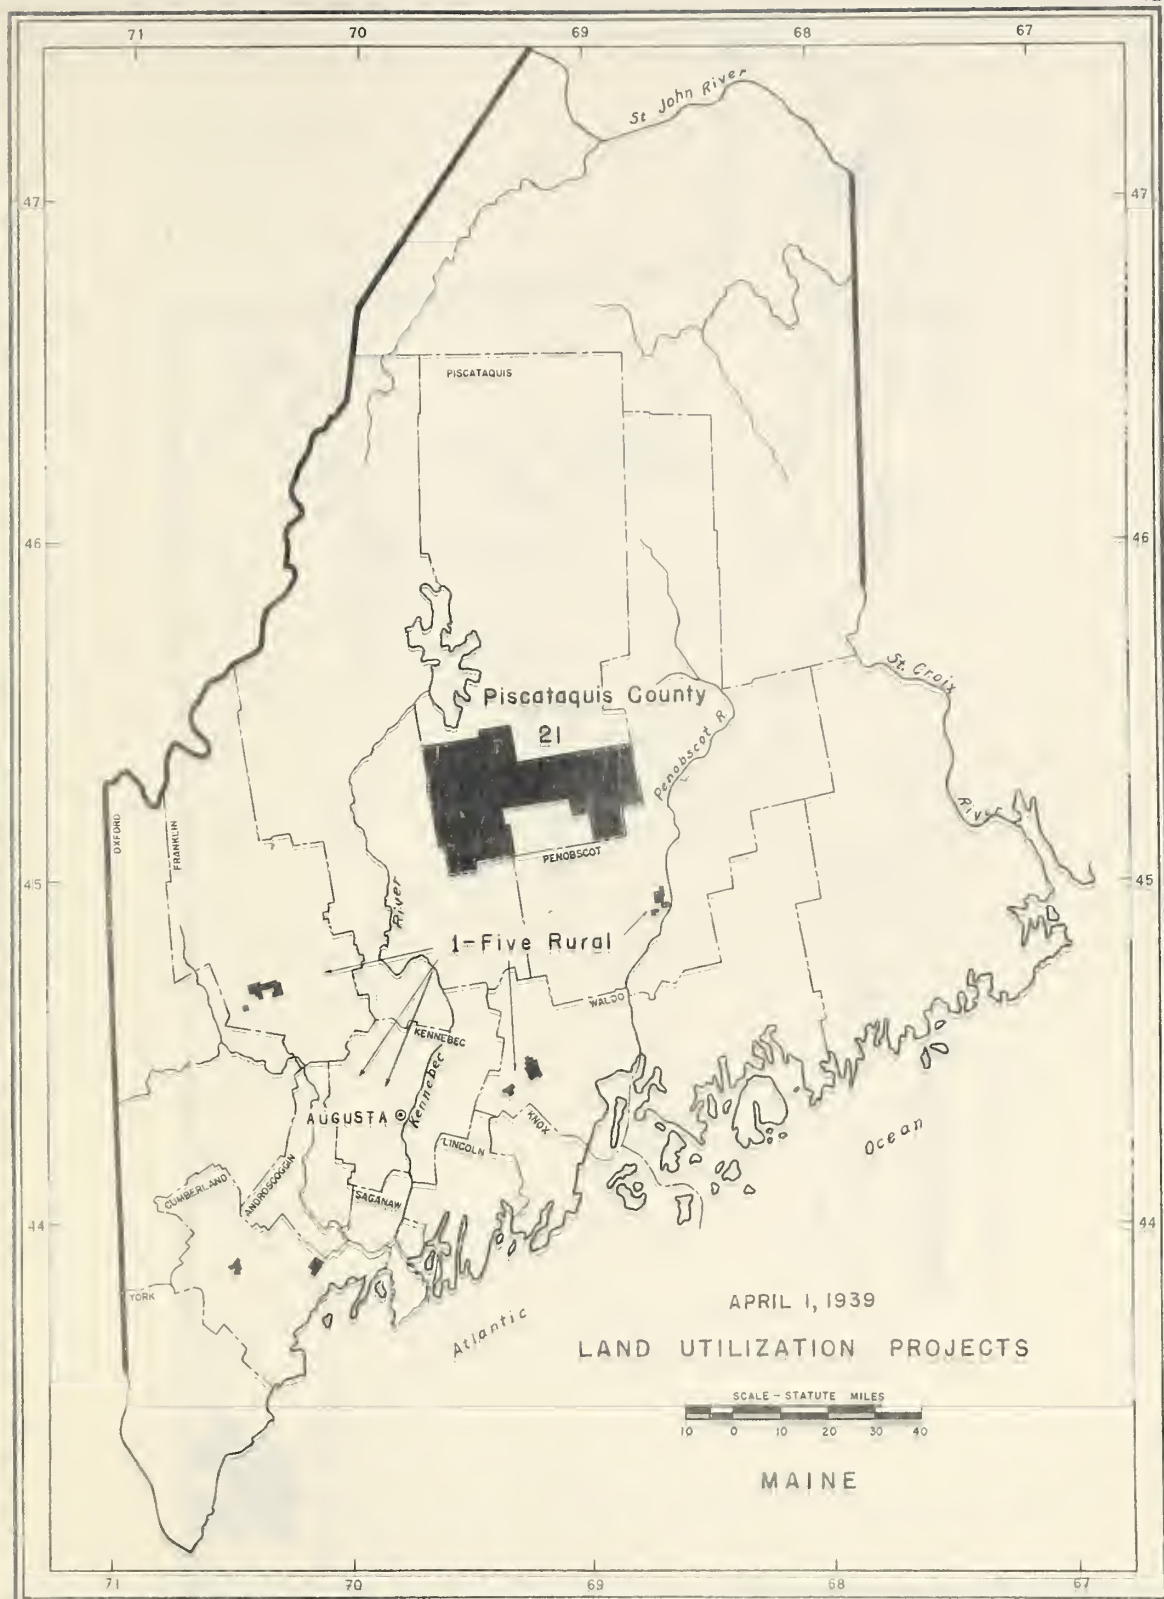 71 70 69 68 67
St John River
47 47
PISCATAQUIS
46 46
St. Croix
River
Piscataquis County
21
Penobscot R.
OXFORD
FRANKLIN
PENOBSCOT
45 45
River
1-Five Rural
WALDO
KENNEBEC
Kennebec
AUGUSTA
KNOX
LINCOLN
Ocean
CUMBERLAND
ANDROSCOGGIN
SAGANAW
44 44
YORK
Atlantic
APRIL 1, 1939
LAND UTILIZATION PROJECTS
SCALE - STATUTE MILES
10 0 10 20 30 40
MAINE
71 70 69 68 67